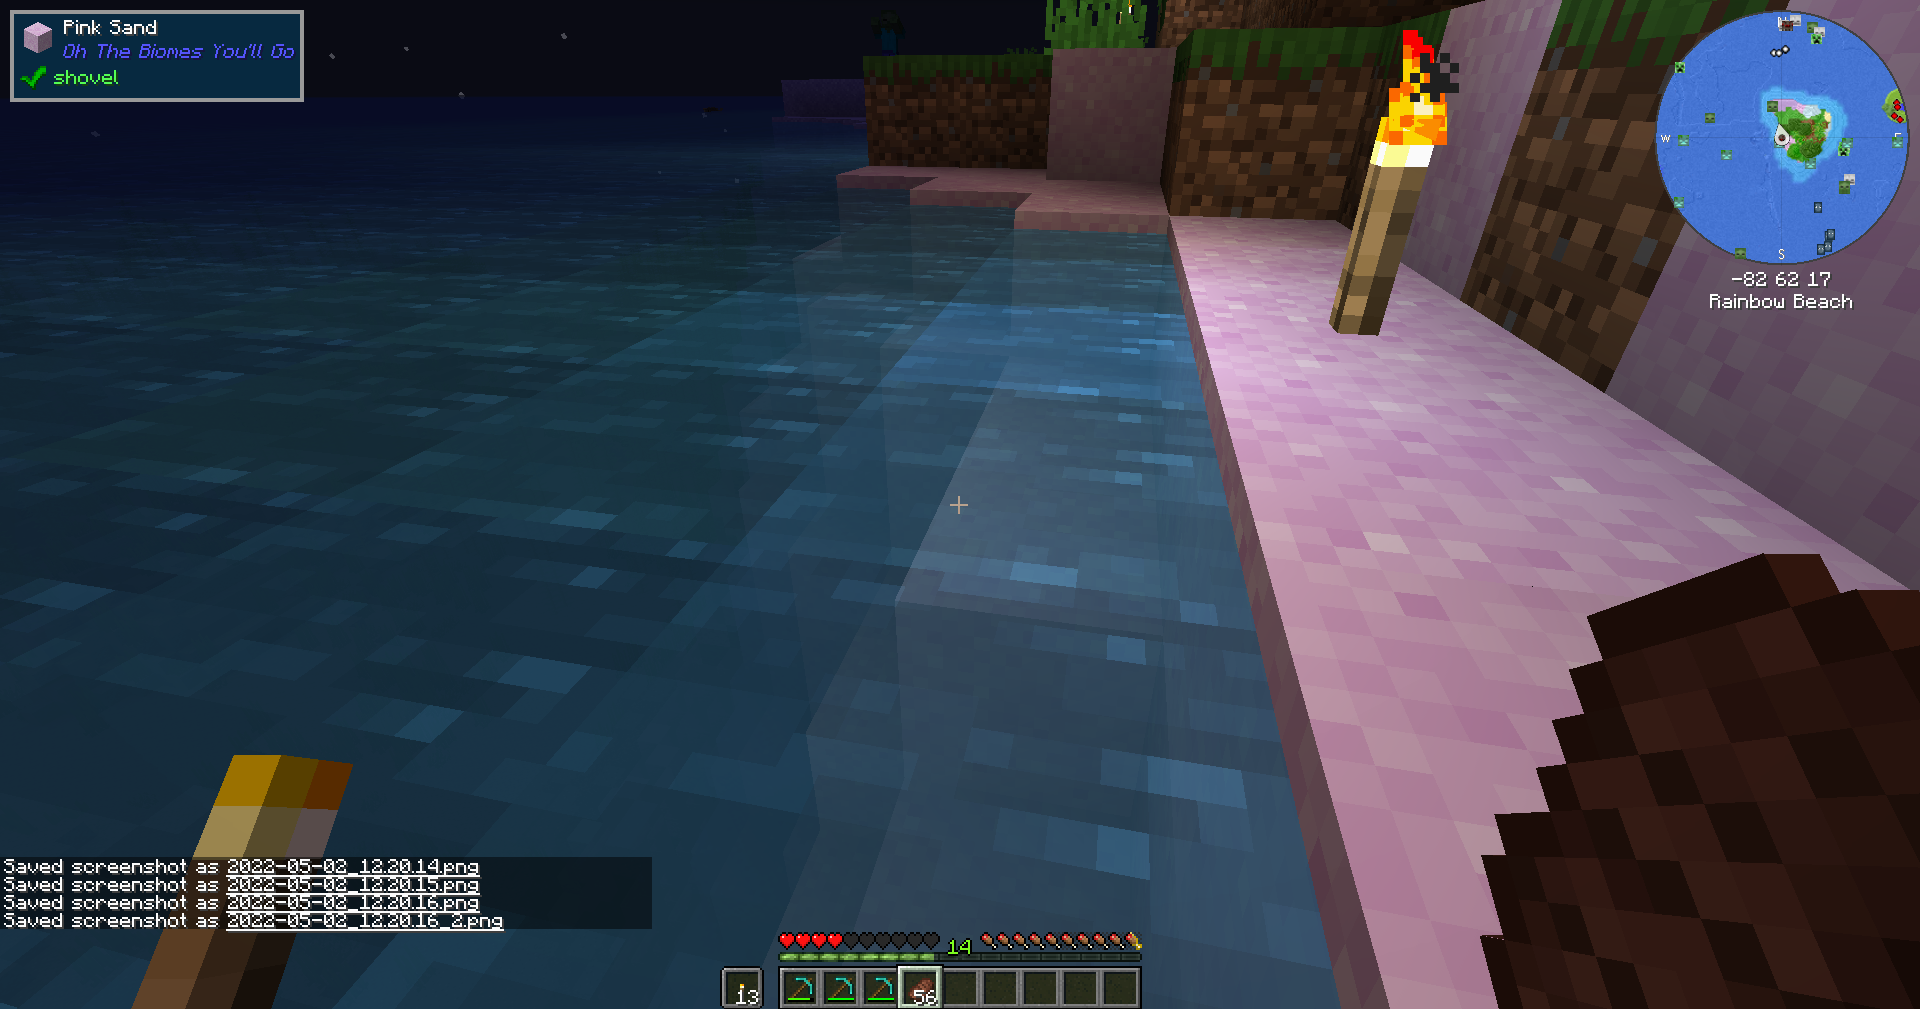 Pink Sand
Oh The Biomes You'll Go
shovel
N
W
E
S
-82 62 17
Rainbow Beach
Saved screenshot as 2022-05-02_12.20.14.png
Saved screenshot as 2022-05-02_12.20.15.png
Saved screenshot as 2022-05-02_12.20.16.png
Saved screenshot as 2022-05-02_12.20.16_2.png
14
13
56